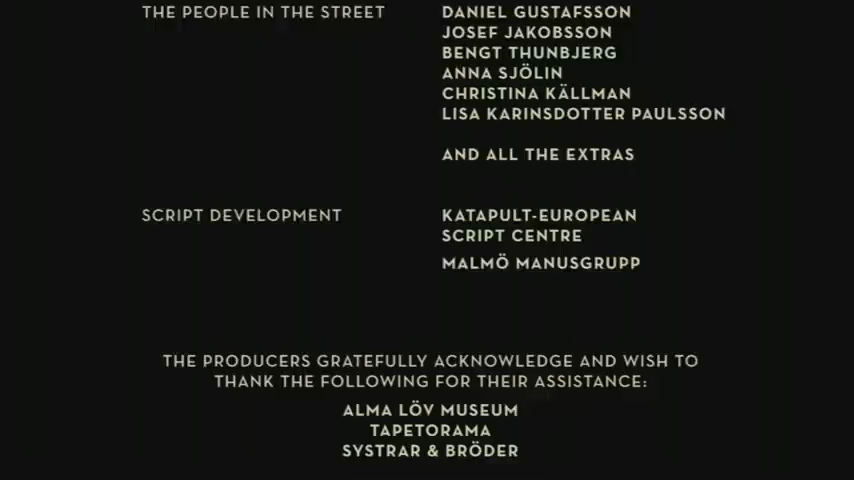 THE PEOPLE IN THE STREET DANIEL GUSTAFSSON
JOSEF JAKOBSSON
BENGT THUNBJERG
ANNA SJÖLIN
CHRISTINA KÄLLMAN
LISA KARINSDOTTER PAULSSON
AND ALL THE EXTRAS
SCRIPT DEVELOPMENT KATAPULT-EUROPEAN
SCRIPT CENTRE
MALMÖ MANUSGRUPP
THE PRODUCERS GRATEFULLY ACKNOWLEDGE AND WISH TO
THANK THE FOLLOWING FOR THEIR ASSISTANCE:
ALMA LÖV MUSEUM
TAPETORAMA
SYSTRAR & BRÖDER